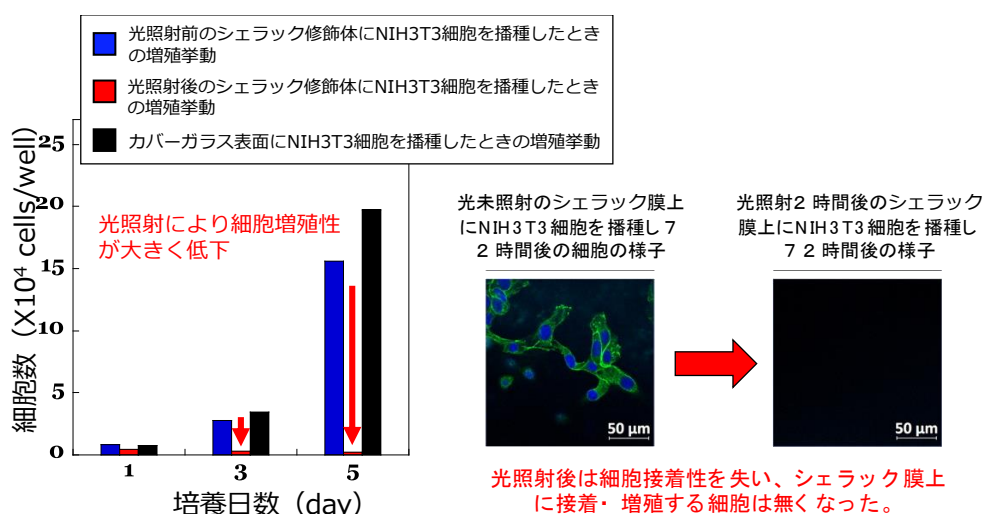 光照射前のシェラック修飾体にNIH3T3細胞を播種したとき
の増殖挙動
光照射後のシェラック修飾体にNIH3T3細胞を播種したとき
の増殖挙動
カバーガラス表面にNIH3T3細胞を播種したときの増殖挙動
細胞数（X10⁴ cells/well)
25
20
15
10
5
0
光照射により細胞増殖性
が大きく低下
1
3
5
培養日数（day)
光未照射のシェラック膜上
にNIH3T3細胞を播種し７
２時間後の細胞の様子
光照射2 時間後のシェラック
膜上にNIH3T3細胞を播種し
７２時間後の様子
50 µm
50 µm
光照射後は細胞接着性を失い、シェラック膜上
に接着・増殖する細胞は無くなった。